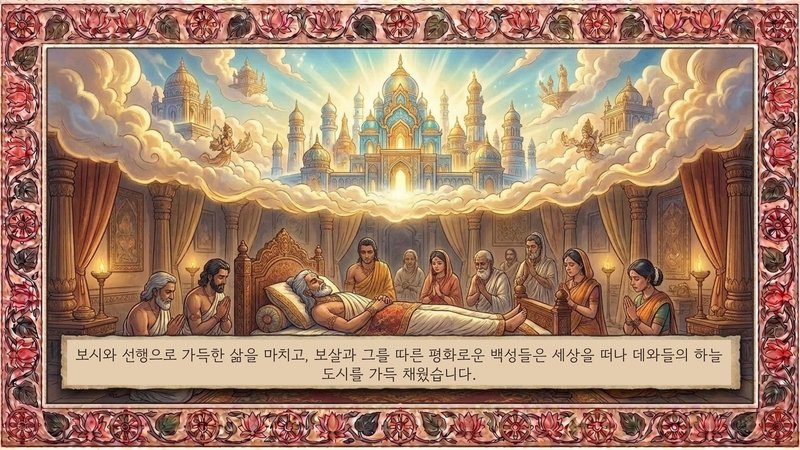 보시와 선행으로 가득한 삶을 마치고, 보살과 그를 따른 평화로운 백성들은 세상을 떠나 데와들의 하늘
도시를 가득 채웠습니다.